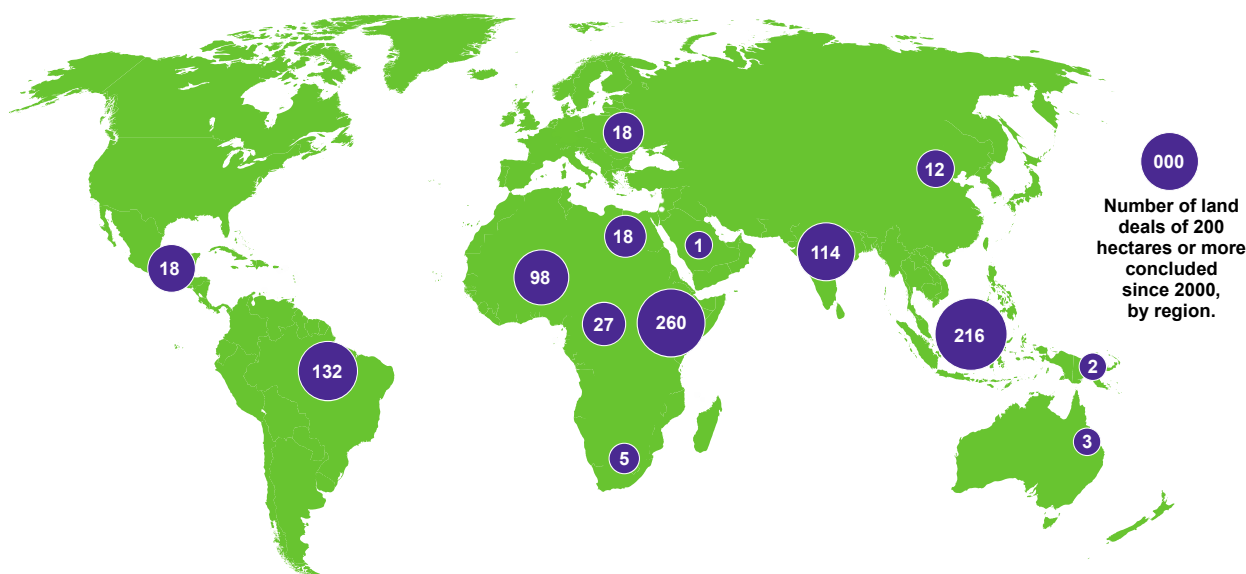 18
12
000
Number of land
deals of 200
hectares or more
concluded
since 2000,
by region.
18
1
114
18
98
27
260
216
132
2
3
5